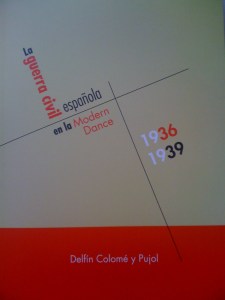 La
guerra civil
española
en la Modern
Dance
1936
1939
Delfín Colomé y Pujol